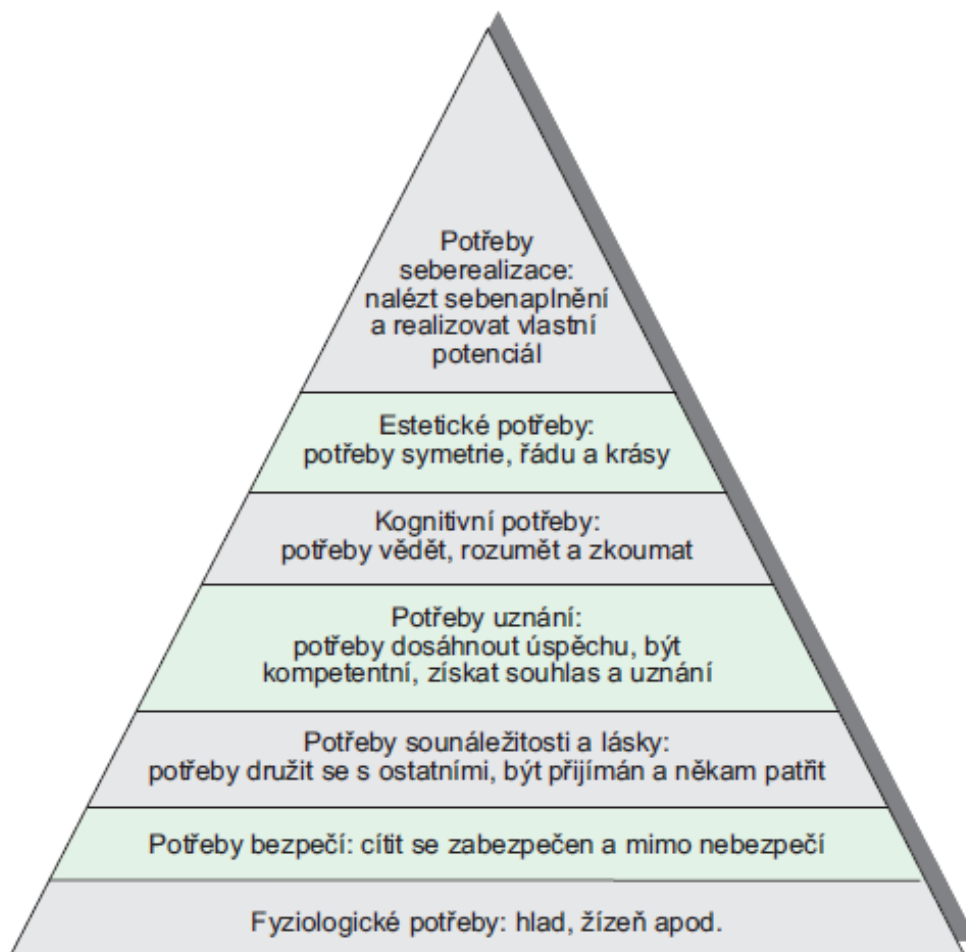 Potřeby
seberealizace:
nalézt sebenaplnění
a realizovat vlastní
potenciál
Estetické potřeby:
potřeby symetrie, řádu a krásy
Kognitivní potřeby:
potřeby vědět, rozumět a zkoumat
Potřeby uznání:
potřeby dosáhnout úspěchu, být
kompetentní, získat souhlas a uznání
Potřeby sounáležitosti a lásky:
potřeby družit se s ostatními, být přijímán a někam patřit
Potřeby bezpečí: cítit se zabezpečen a mimo nebezpečí
Fyziologické potřeby: hlad, žízeň apod.